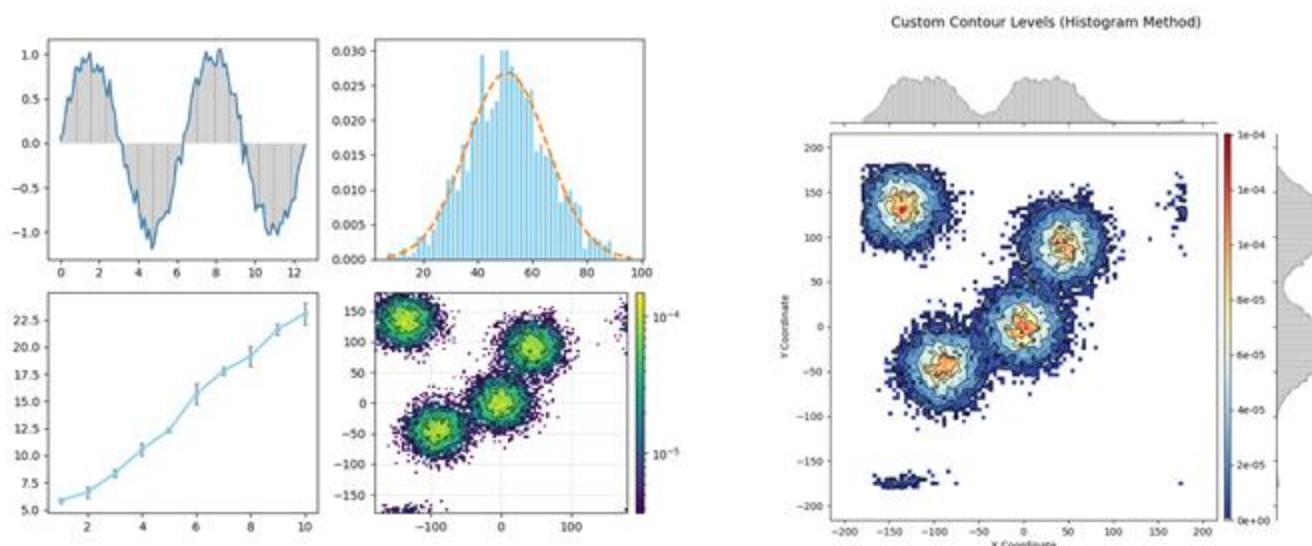 Custom Contour Levels (Histogram Method)
1.0
0.5
0.0
−0.5
−1.0
0 2 4 6 8 10 12
0.030
0.025
0.020
0.015
0.010
0.005
0.000
20 40 60 80 100
22.5
20.0
17.5
15.0
12.5
10.0
7.5
5.0
2 4 6 8 10
150
100
50
0
−50
−100
−150
−100 0 100
10⁻⁴
10⁻⁵
Y Coordinate
200
150
100
50
0
−50
−100
−150
−200
−200 −150 −100 −50 0 50 100 150 200
X Coordinate
1e-04
1e-04
1e-04
8e-05
6e-05
4e-05
2e-05
0e+00